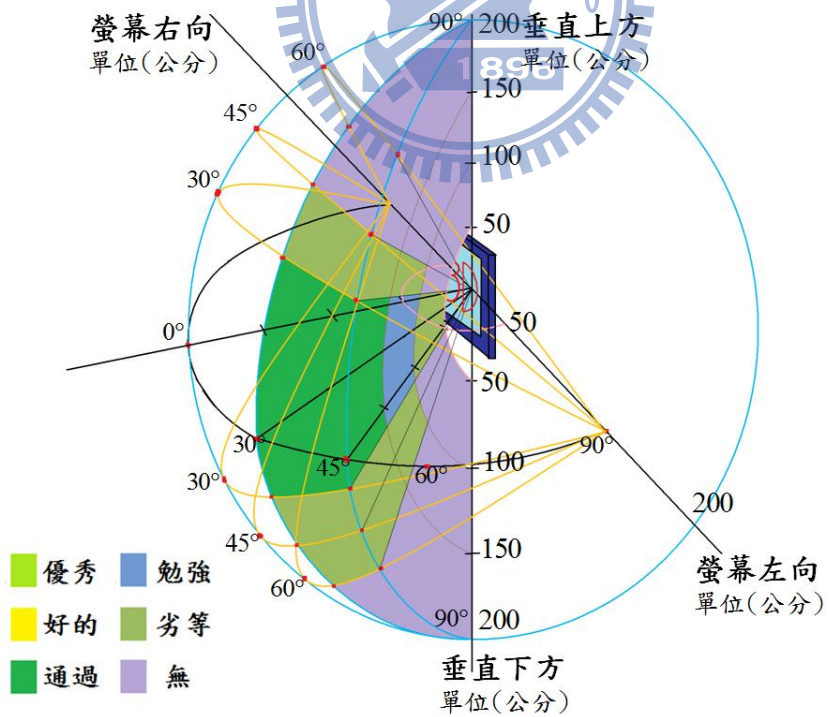 螢幕右向
單位(公分)
90°
200
垂直上方
單位(公分)
1896
60°
150
45°
100
30°
50
0°
50
50
30°
45°
60°
100
90°
30°
200
45°
150
60°
90°
200
螢幕左向
單位(公分)
垂直下方
單位(公分)
優秀
勉強
好的
劣等
通過
無